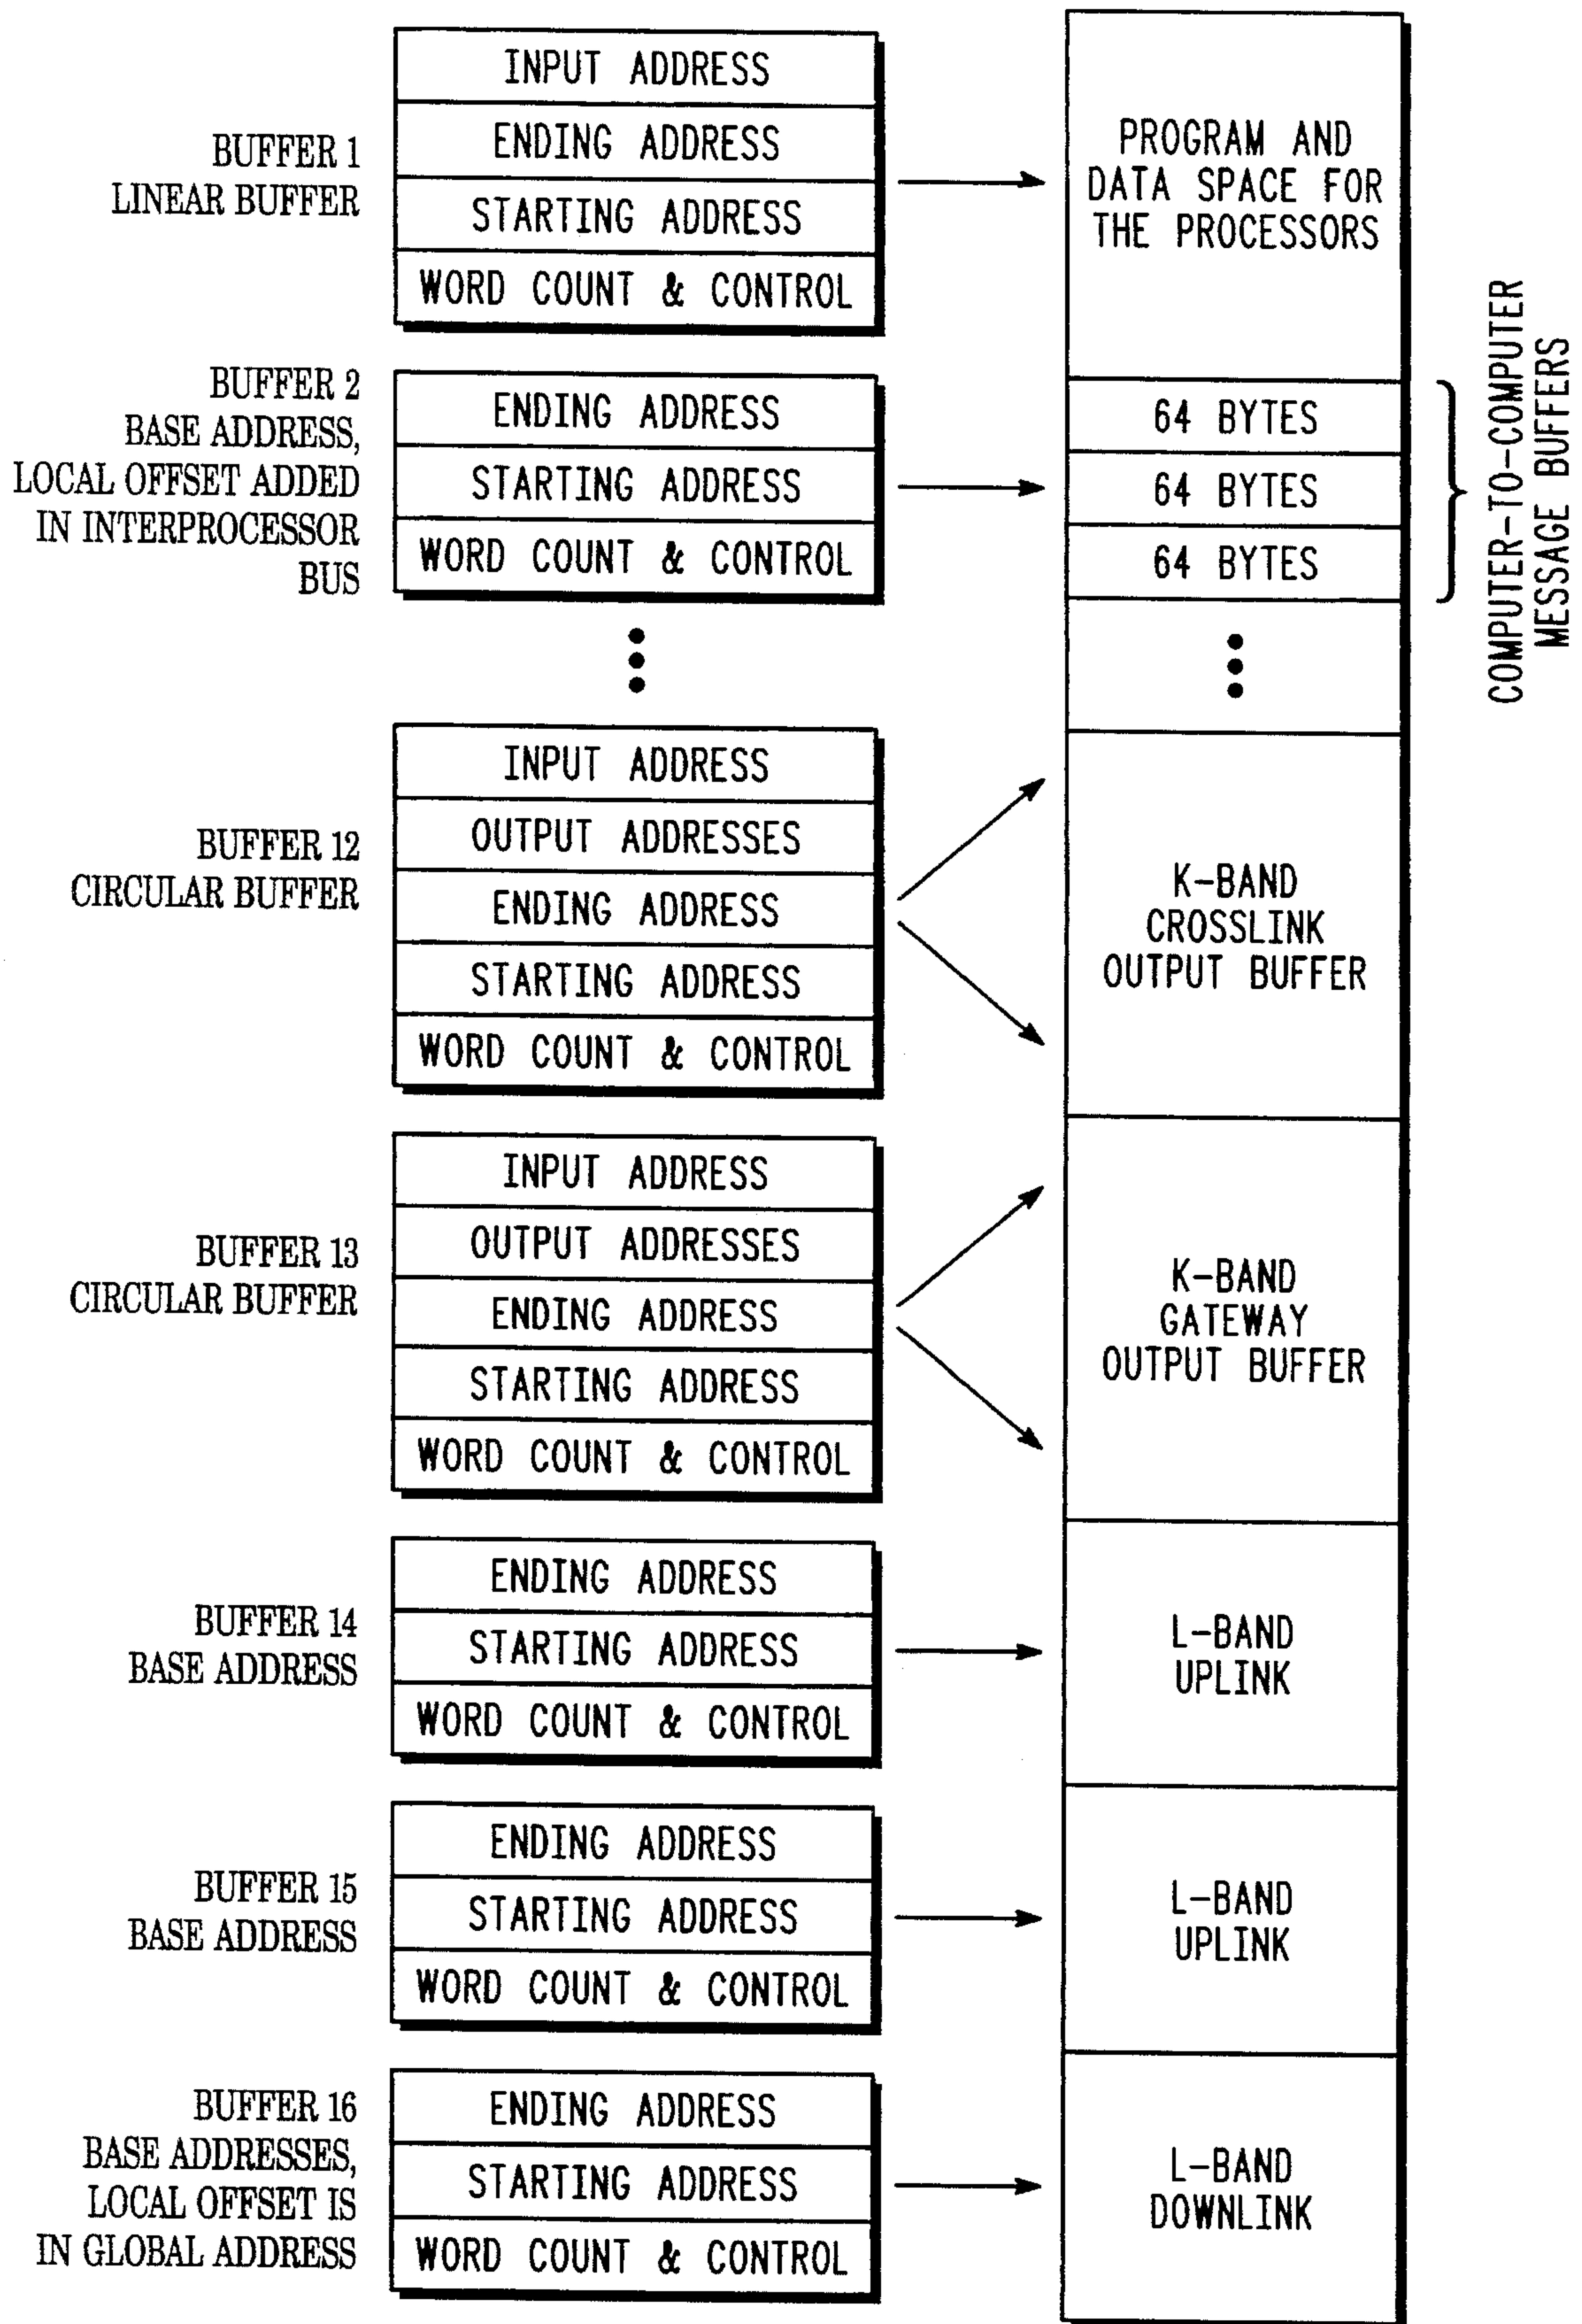 BUFFER 1
LINEAR BUFFER
INPUT ADDRESS
ENDING ADDRESS
STARTING ADDRESS
WORD COUNT & CONTROL
PROGRAM AND
DATA SPACE FOR
THE PROCESSORS
BUFFER 2
BASE ADDRESS,
LOCAL OFFSET ADDED
IN INTERPROCESSOR
BUS
ENDING ADDRESS
STARTING ADDRESS
WORD COUNT & CONTROL
64 BYTES
64 BYTES
64 BYTES
COMPUTER-TO-COMPUTER
MESSAGE BUFFERS
BUFFER 12
CIRCULAR BUFFER
INPUT ADDRESS
OUTPUT ADDRESSES
ENDING ADDRESS
STARTING ADDRESS
WORD COUNT & CONTROL
K-BAND
CROSSLINK
OUTPUT BUFFER
BUFFER 13
CIRCULAR BUFFER
INPUT ADDRESS
OUTPUT ADDRESSES
ENDING ADDRESS
STARTING ADDRESS
WORD COUNT & CONTROL
K-BAND
GATEWAY
OUTPUT BUFFER
BUFFER 14
BASE ADDRESS
ENDING ADDRESS
STARTING ADDRESS
WORD COUNT & CONTROL
L-BAND
UPLINK
BUFFER 15
BASE ADDRESS
ENDING ADDRESS
STARTING ADDRESS
WORD COUNT & CONTROL
L-BAND
UPLINK
BUFFER 16
BASE ADDRESSES,
LOCAL OFFSET IS
IN GLOBAL ADDRESS
ENDING ADDRESS
STARTING ADDRESS
WORD COUNT & CONTROL
L-BAND
DOWNLINK